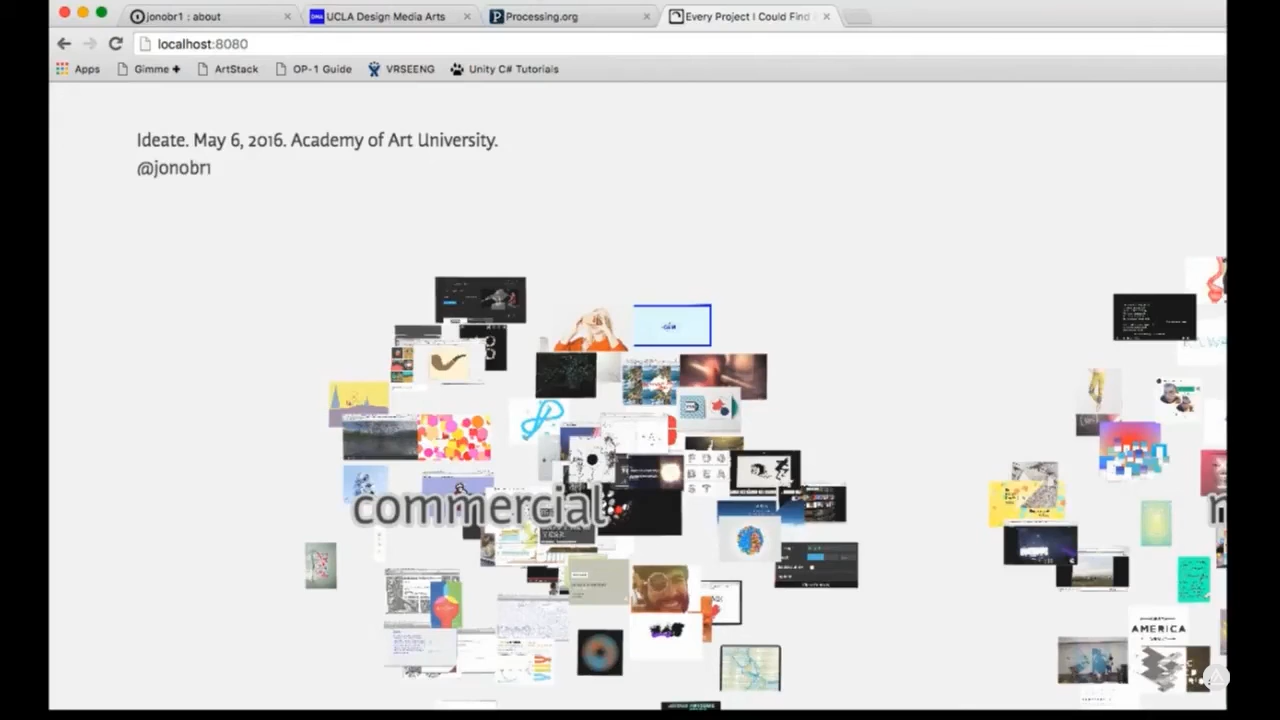 jonobr1 : about
UCLA Design Media Arts
Processing.org
Every Project I Could Find
localhost:8080
Apps
Gimme
ArtStack
OP-1 Guide
VRSEENG
Unity C# Tutorials
Ideate. May 6, 2016. Academy of Art University.
@jonobr1
commercial
AMERICA